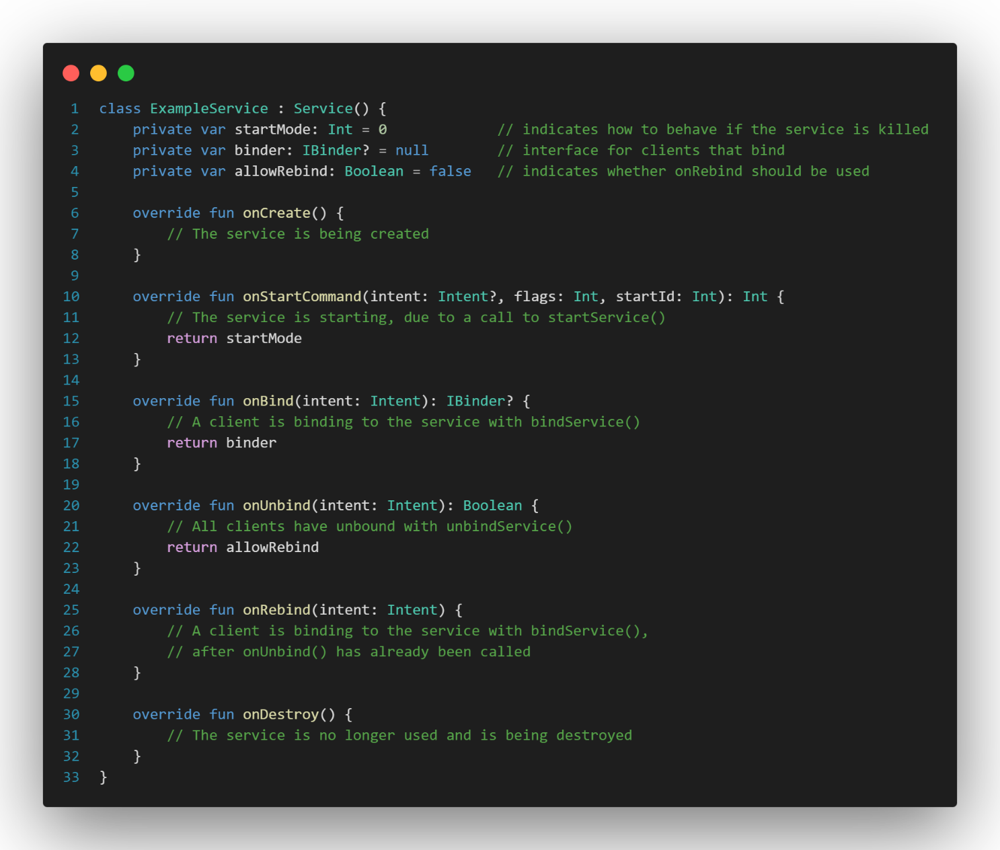 1 class ExampleService : Service() {
2     private var startMode: Int = 0             // indicates how to behave if the service is killed
3     private var binder: IBinder? = null        // interface for clients that bind
4     private var allowRebind: Boolean = false   // indicates whether onRebind should be used
5
6     override fun onCreate() {
7         // The service is being created
8     }
9
10     override fun onStartCommand(intent: Intent?, flags: Int, startId: Int): Int {
11         // The service is starting, due to a call to startService()
12         return startMode
13     }
14
15     override fun onBind(intent: Intent): IBinder? {
16         // A client is binding to the service with bindService()
17         return binder
18     }
19
20     override fun onUnbind(intent: Intent): Boolean {
21         // All clients have unbound with unbindService()
22         return allowRebind
23     }
24
25     override fun onRebind(intent: Intent) {
26         // A client is binding to the service with bindService(),
27         // after onUnbind() has already been called
28     }
29
30     override fun onDestroy() {
31         // The service is no longer used and is being destroyed
32     }
33 }